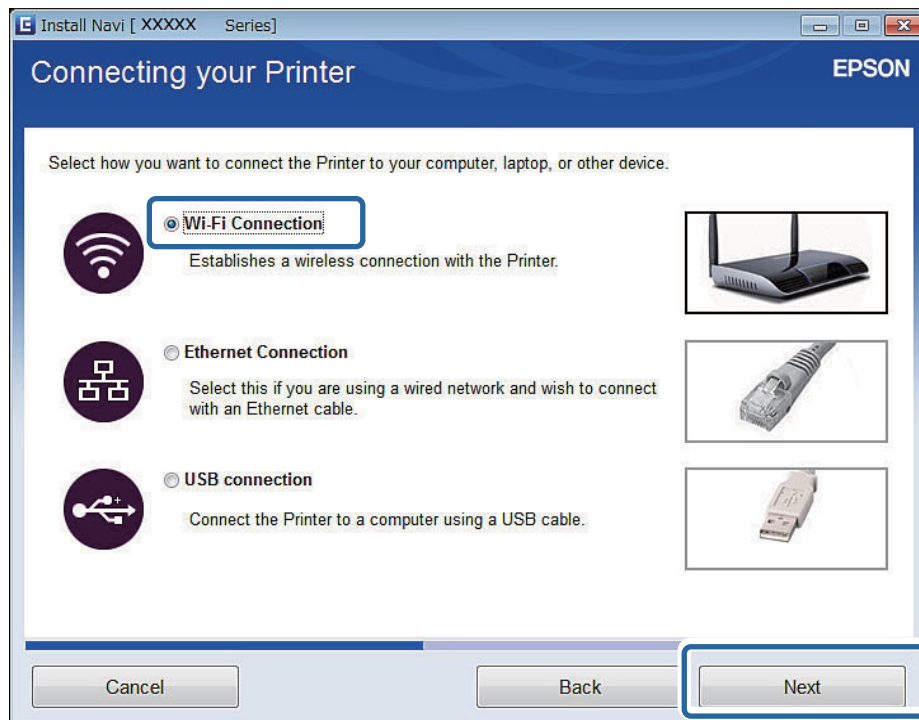 Install Navi [ XXXXX Series]
Connecting your Printer
EPSON
Select how you want to connect the Printer to your computer, laptop, or other device.
Wi-Fi Connection
Establishes a wireless connection with the Printer.
Ethernet Connection
Select this if you are using a wired network and wish to connect
with an Ethernet cable.
USB connection
Connect the Printer to a computer using a USB cable.
Cancel
Back
Next